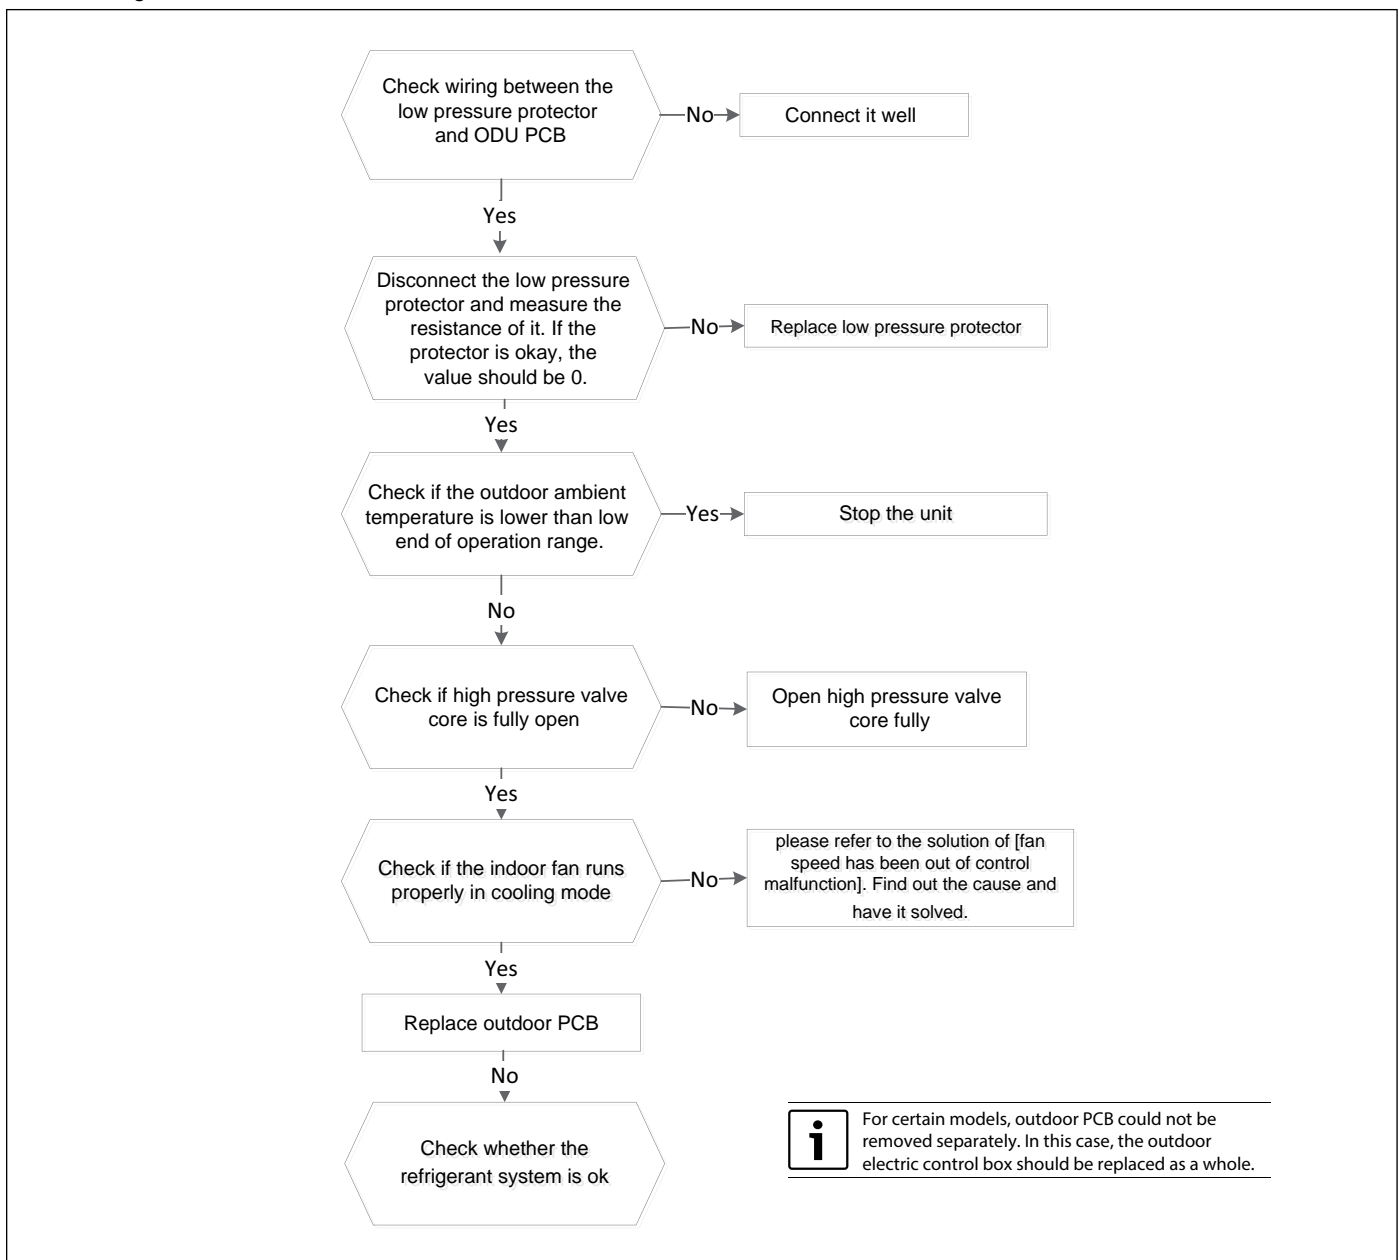 Check wiring between the
low pressure protector
and ODU PCB
No
Connect it well
Yes
Disconnect the low pressure
protector and measure the
resistance of it. If the
protector is okay, the
value should be 0.
No
Replace low pressure protector
Yes
Check if the outdoor ambient
temperature is lower than low
end of operation range.
Yes
Stop the unit
No
Check if high pressure valve
core is fully open
No
Open high pressure valve
core fully
Yes
Check if the indoor fan runs
properly in cooling mode
No
please refer to the solution of [fan
speed has been out of control
malfunction]. Find out the cause and
have it solved.
Yes
Replace outdoor PCB
No
Check whether the
refrigerant system is ok
i
For certain models, outdoor PCB could not be
removed separately. In this case, the outdoor
electric control box should be replaced as a whole.